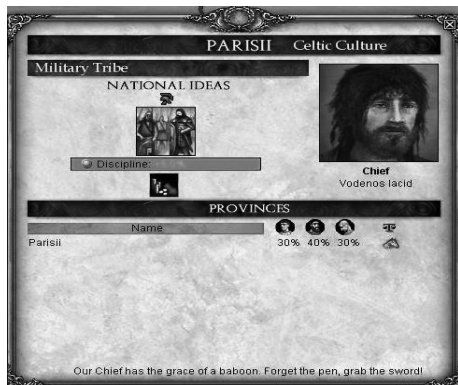 PARISII Celtic Culture
Military Tribe
NATIONAL IDEAS
Discipline:
Chief
Vodenos Iacid
PROVINCES
Name
Parisii 30% 40% 30%
Our Chief has the grace of a baboon. Forget the pen, grab the sword!